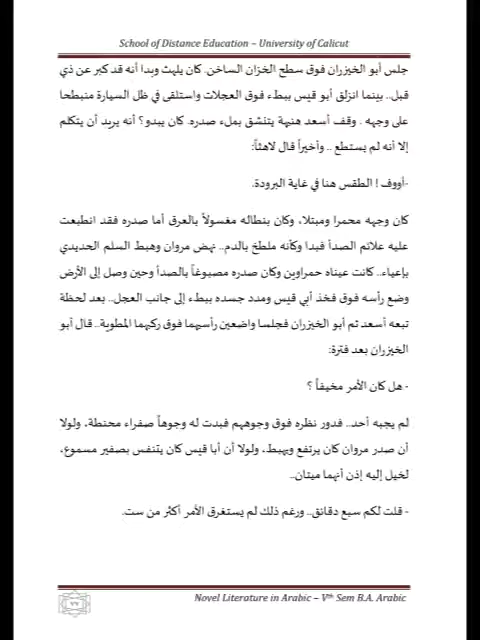 School of Distance Education – University of Calicut
جلس أبو الخيزران فوق سطح الخزان الساخن. كان يلهث وبدا أنه قد كبر عن ذي
قبل.. بينما انزلق أبو قيس ببطء فوق العجلات واستلقى في ظل السيارة منبطحا
على وجهه . وقف أسعد هنيهة يتنشق بملء صدره. كان يبدو؟ أنه يريد أن يتكلم
إلا أنه لم يستطع .. وأخيراً قال لاهثاً:
-أووف ! الطقس هنا في غاية البرودة.
كان وجهه محمرا ومبتلا، وكان بنطاله مغسولاً بالعرق أما صدره فقد انطبعت
عليه علائم الصدأ فبدا وكأنه ملطخ بالدم.. نهض مروان وهبط السلم الحديدي
بإعياء.. كانت عيناه حمراوين وكان صدره مصبوغاً بالصدأ وحين وصل إلى الأرض
وضع رأسه فوق فخذ أبي قيس ومدد جسده ببطء إلى جانب العجل.. بعد لحظة
تبعه أسعد ثم أبو الخيزران فجلسا واضعين رأسيهما فوق ركبهما المطوية.. قال أبو
الخيزران بعد فترة:
- هل كان الأمر مخيفاً ؟
لم يجبه أحد.. فدور نظره فوق وجوههم فبدت له وجوهاً صفراء محنطة، ولولا
أن صدر مروان كان يرتفع ويهبط، ولولا أن أبا قيس كان يتنفس بصفير مسموع،
لخيل إليه إذن أنهما ميتان..
- قلت لكم سبع دقائق.. ورغم ذلك لم يستغرق الأمر أكثر من ست.
Novel Literature in Arabic – Vth Sem B.A. Arabic